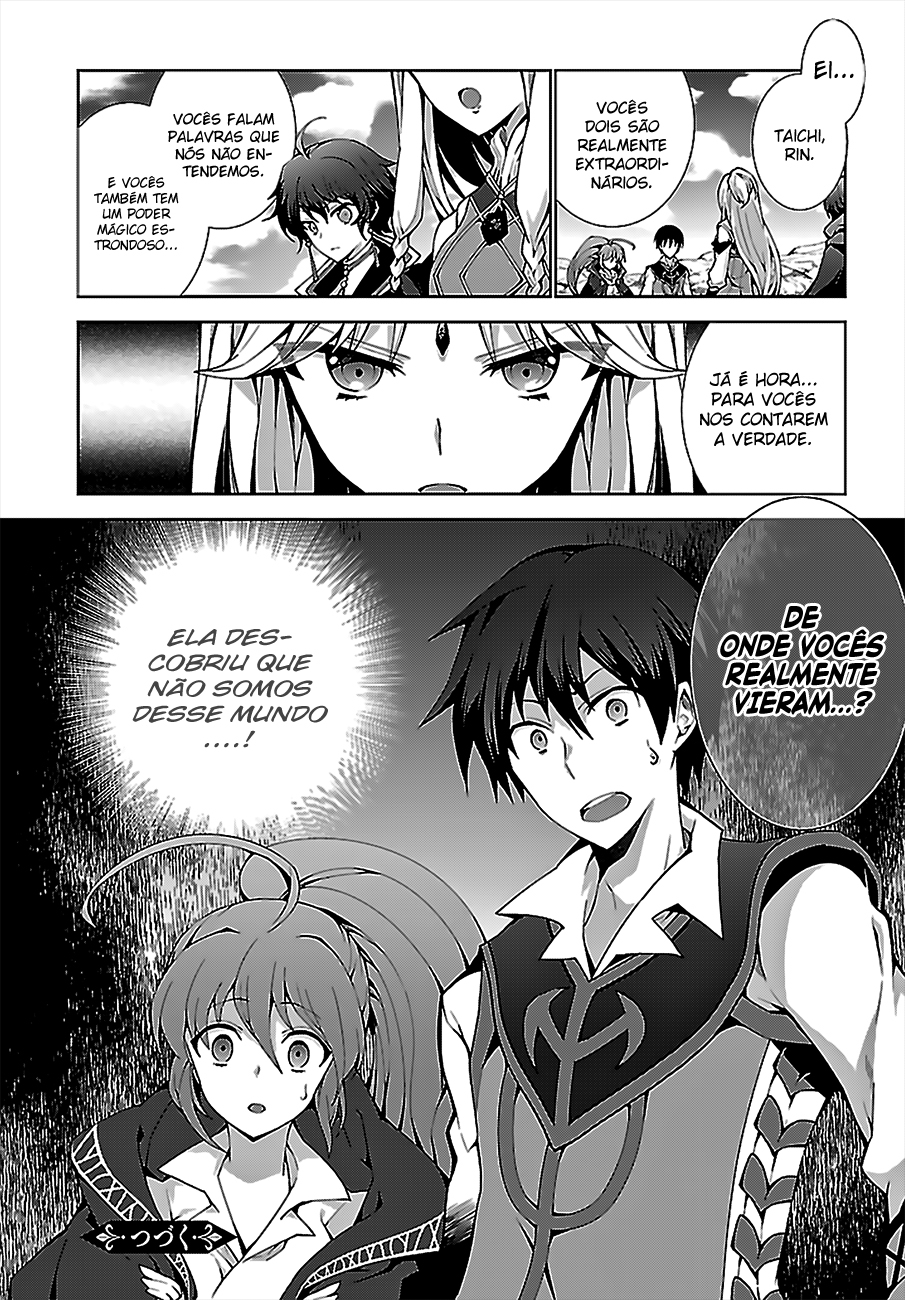 EI...
TAICHI,
RIN.
VOCÊS
DOIS SÃO
REALMENTE
EXTRAORDI-
NÁRIOS.
VOCÊS FALAM
PALAVRAS QUE
NÓS NÃO EN-
TENDEMOS.
E VOCÊS
TAMBÉM TEM
UM PODER
MÁGICO ES-
TRONDOSO...
JÁ É HORA...
PARA VOCÊS
NOS CONTAREM
A VERDADE.
DE
ONDE VOCÊS
REALMENTE
VIERAM...?
ELA DES-
COBRIU QUE
NÃO SOMOS
DESSE MUNDO
....!
つづく